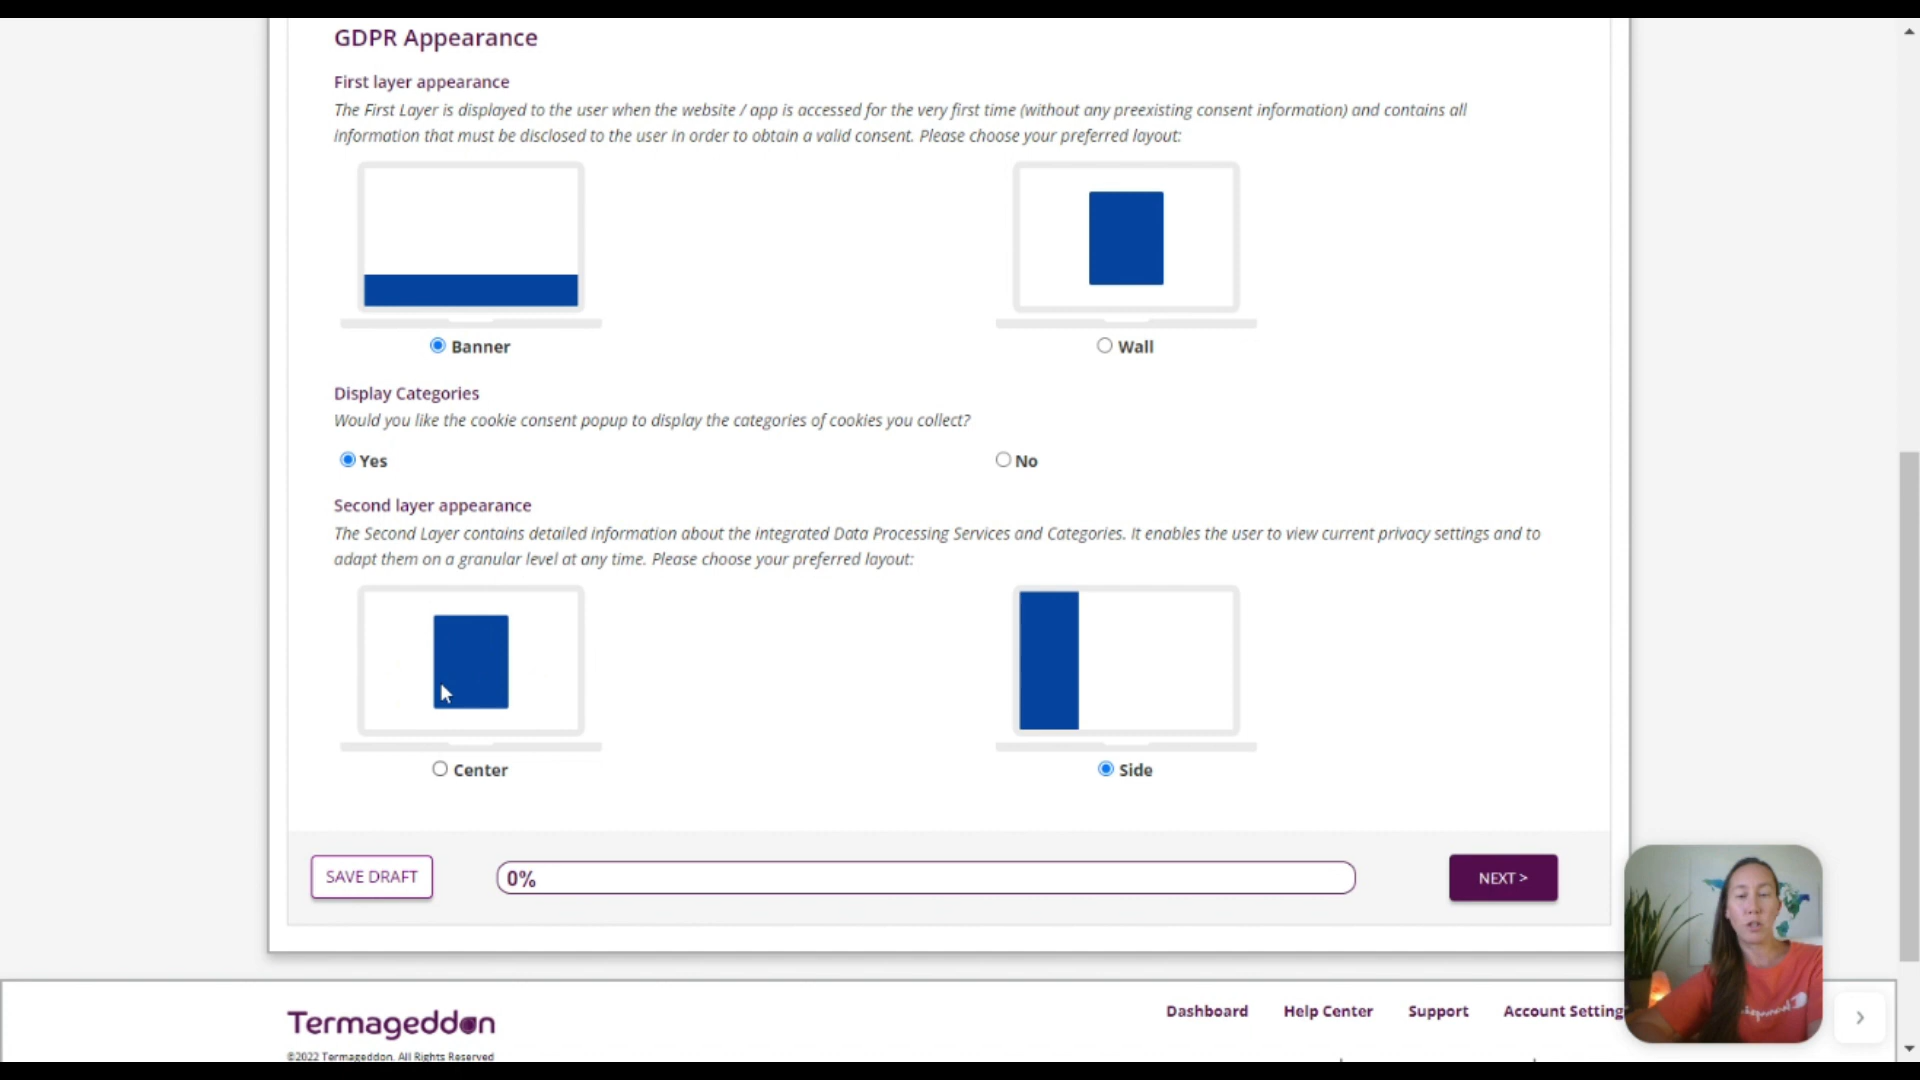 GDPR Appearance
First layer appearance
The First Layer is displayed to the user when the website / app is accessed for the very first time (without any preexisting consent information) and contains all
information that must be disclosed to the user in order to obtain a valid consent. Please choose your preferred layout:
Banner
Wall
Display Categories
Would you like the cookie consent popup to display the categories of cookies you collect?
Yes
No
Second layer appearance
The Second Layer contains detailed information about the integrated Data Processing Services and Categories. It enables the user to view current privacy settings and to
adapt them on a granular level at any time. Please choose your preferred layout:
Center
Side
SAVE DRAFT
0%
NEXT >
Termageddon
Dashboard
Help Center
Support
Account Setting
©2022 Termageddon. All Rights Reserved